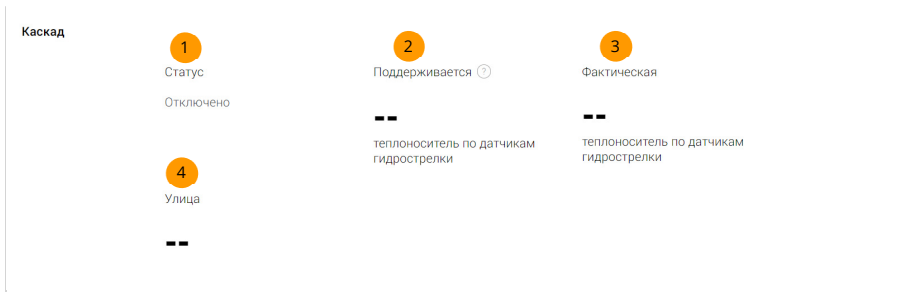 Каскад
1
2
3
Статус
Поддерживается ?
Фактическая
Отключено
--
--
теплоноситель по датчикам
гидрострелки
теплоноситель по датчикам
гидрострелки
4
Улица
--